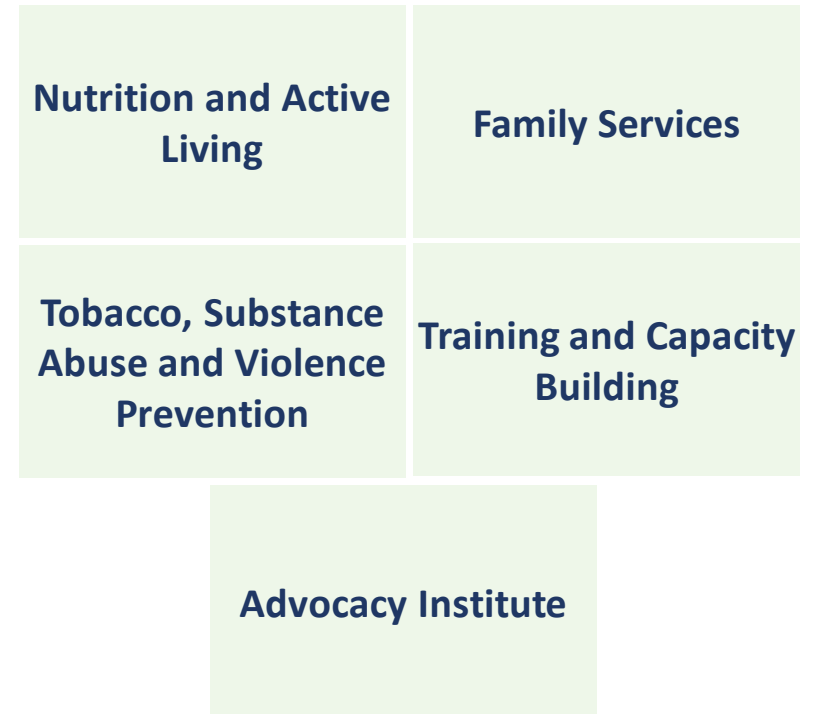 Nutrition and Active
Living
Family Services
Tobacco, Substance
Abuse and Violence
Prevention
Training and Capacity
Building
Advocacy Institute